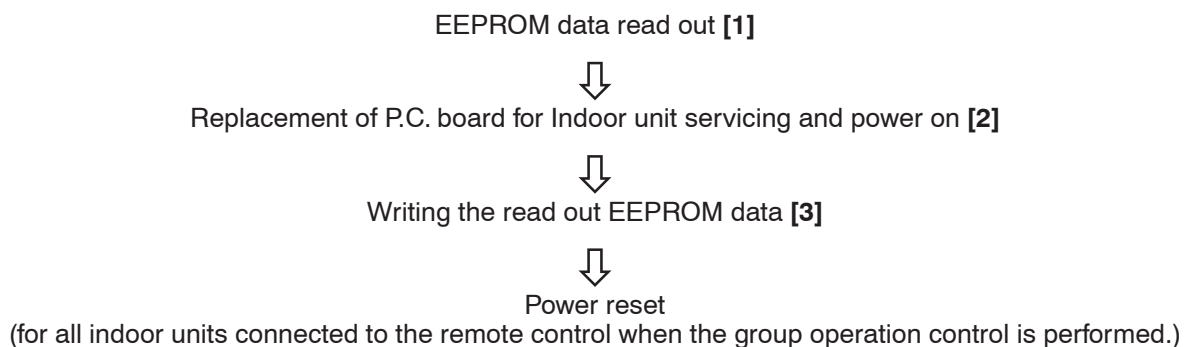 EEPROM data read out [1]
Replacement of P.C. board for Indoor unit servicing and power on [2]
Writing the read out EEPROM data [3]
Power reset
(for all indoor units connected to the remote control when the group operation control is performed.)